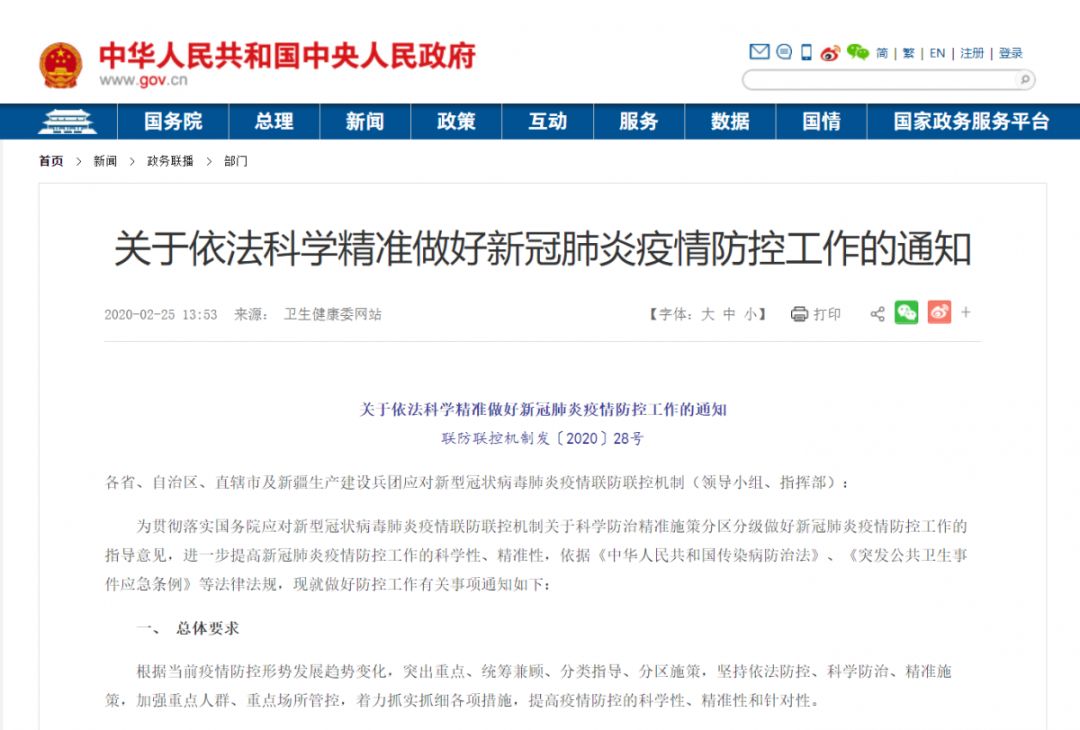 中华人民共和国中央人民政府
www.gov.cn
简 | 繁 | EN | 注册 | 登录
国务院 总理 新闻 政策 互动 服务 数据 国情 国家政务服务平台
首页 > 新闻 > 政务联播 > 部门
关于依法科学精准做好新冠肺炎疫情防控工作的通知
2020-02-25 13:53 来源： 卫生健康委网站 【字体：大 中 小】 打印 +
关于依法科学精准做好新冠肺炎疫情防控工作的通知
联防联控机制发〔2020〕28号
各省、自治区、直辖市及新疆生产建设兵团应对新型冠状病毒肺炎疫情联防联控机制（领导小组、指挥部）：
为贯彻落实国务院应对新型冠状病毒肺炎疫情联防联控机制关于科学防治精准施策分区分级做好新冠肺炎疫情防控工作的
指导意见，进一步提高新冠肺炎疫情防控工作的科学性、精准性，依据《中华人民共和国传染病防治法》、《突发公共卫生事
件应急条例》等法律法规，现就做好防控工作有关事项通知如下：
一、 总体要求
根据当前疫情防控形势发展趋势变化，突出重点、统筹兼顾、分类指导、分区施策，坚持依法防控、科学防治、精准施
策，加强重点人群、重点场所管控，着力抓实抓细各项措施，提高疫情防控的科学性、精准性和针对性。